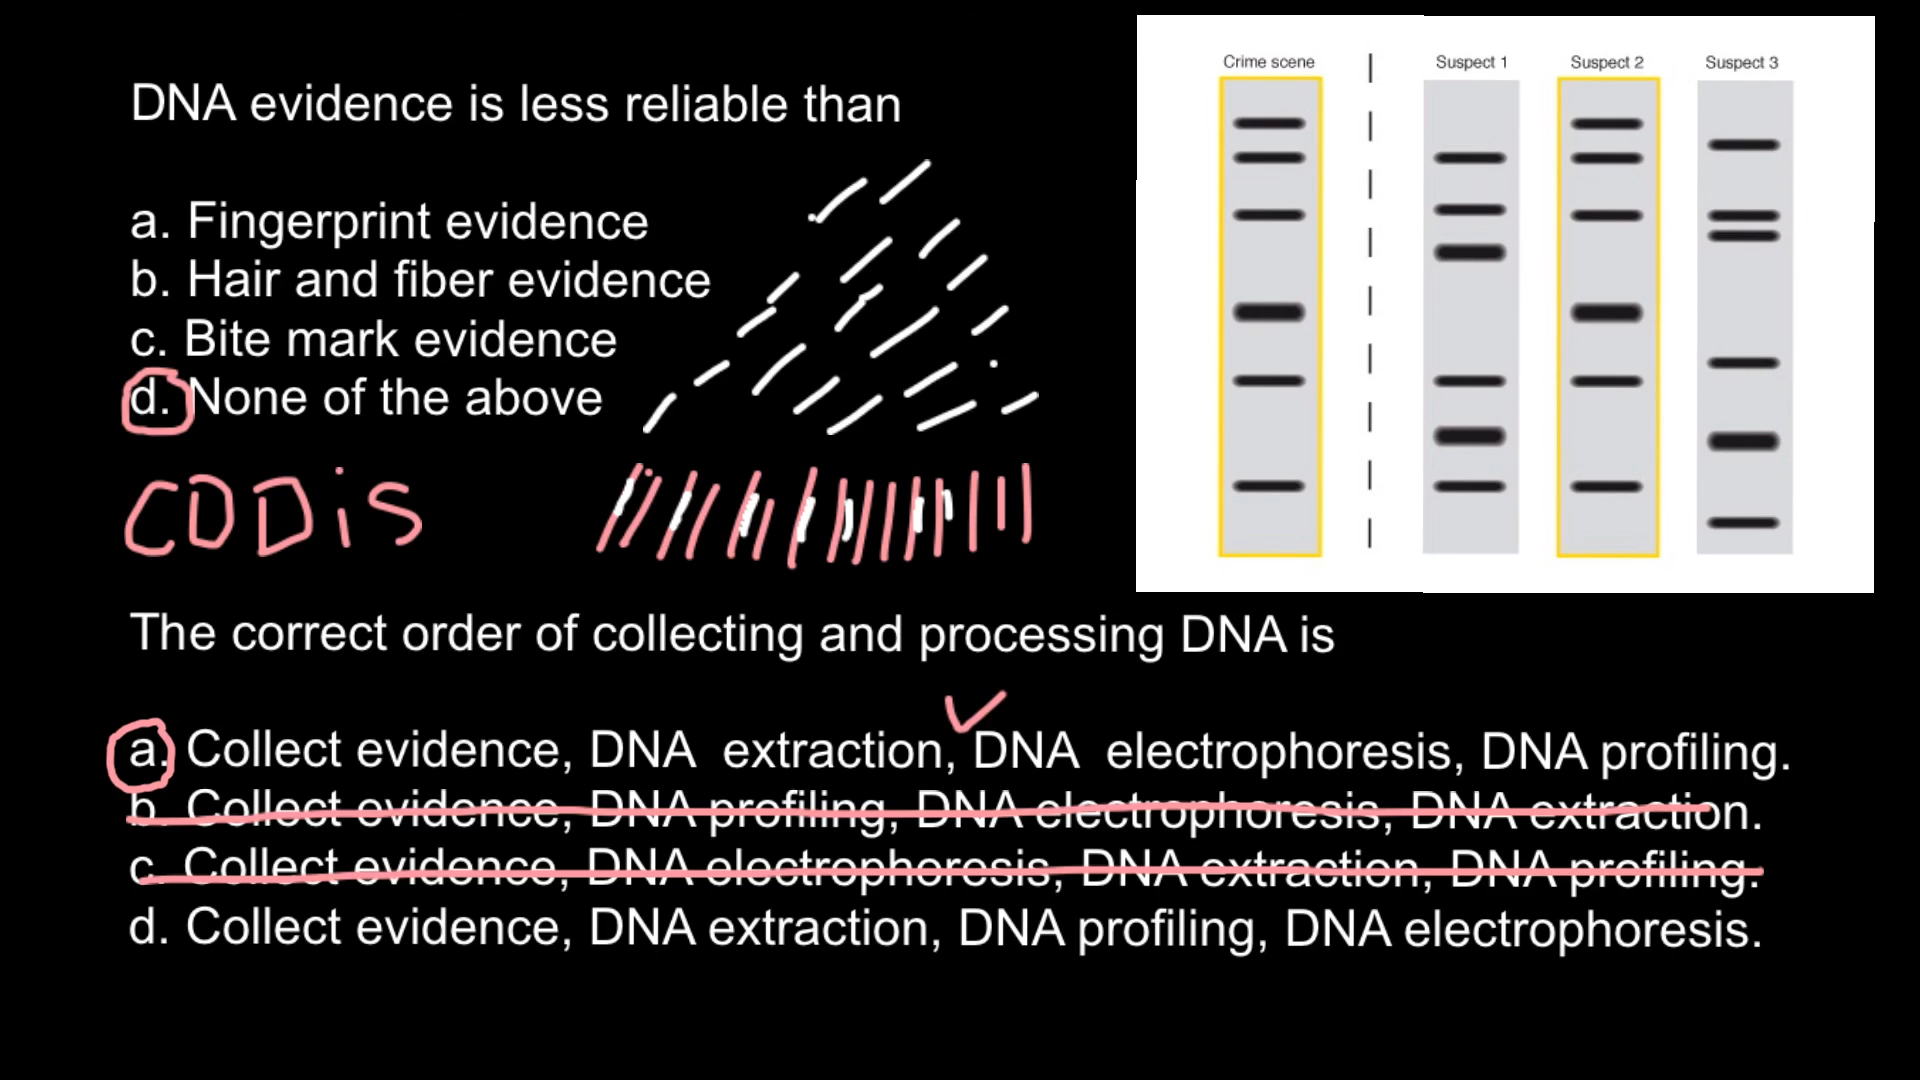 DNA evidence is less reliable than
a. Fingerprint evidence
b. Hair and fiber evidence
c. Bite mark evidence
d. None of the above
CODiS
Crime scene
Suspect 1
Suspect 2
Suspect 3
The correct order of collecting and processing DNA is
a. Collect evidence, DNA extraction, DNA electrophoresis, DNA profiling.
b. Collect evidence, DNA profiling, DNA electrophoresis, DNA extraction.
c. Collect evidence, DNA electrophoresis, DNA extraction, DNA profiling.
d. Collect evidence, DNA extraction, DNA profiling, DNA electrophoresis.